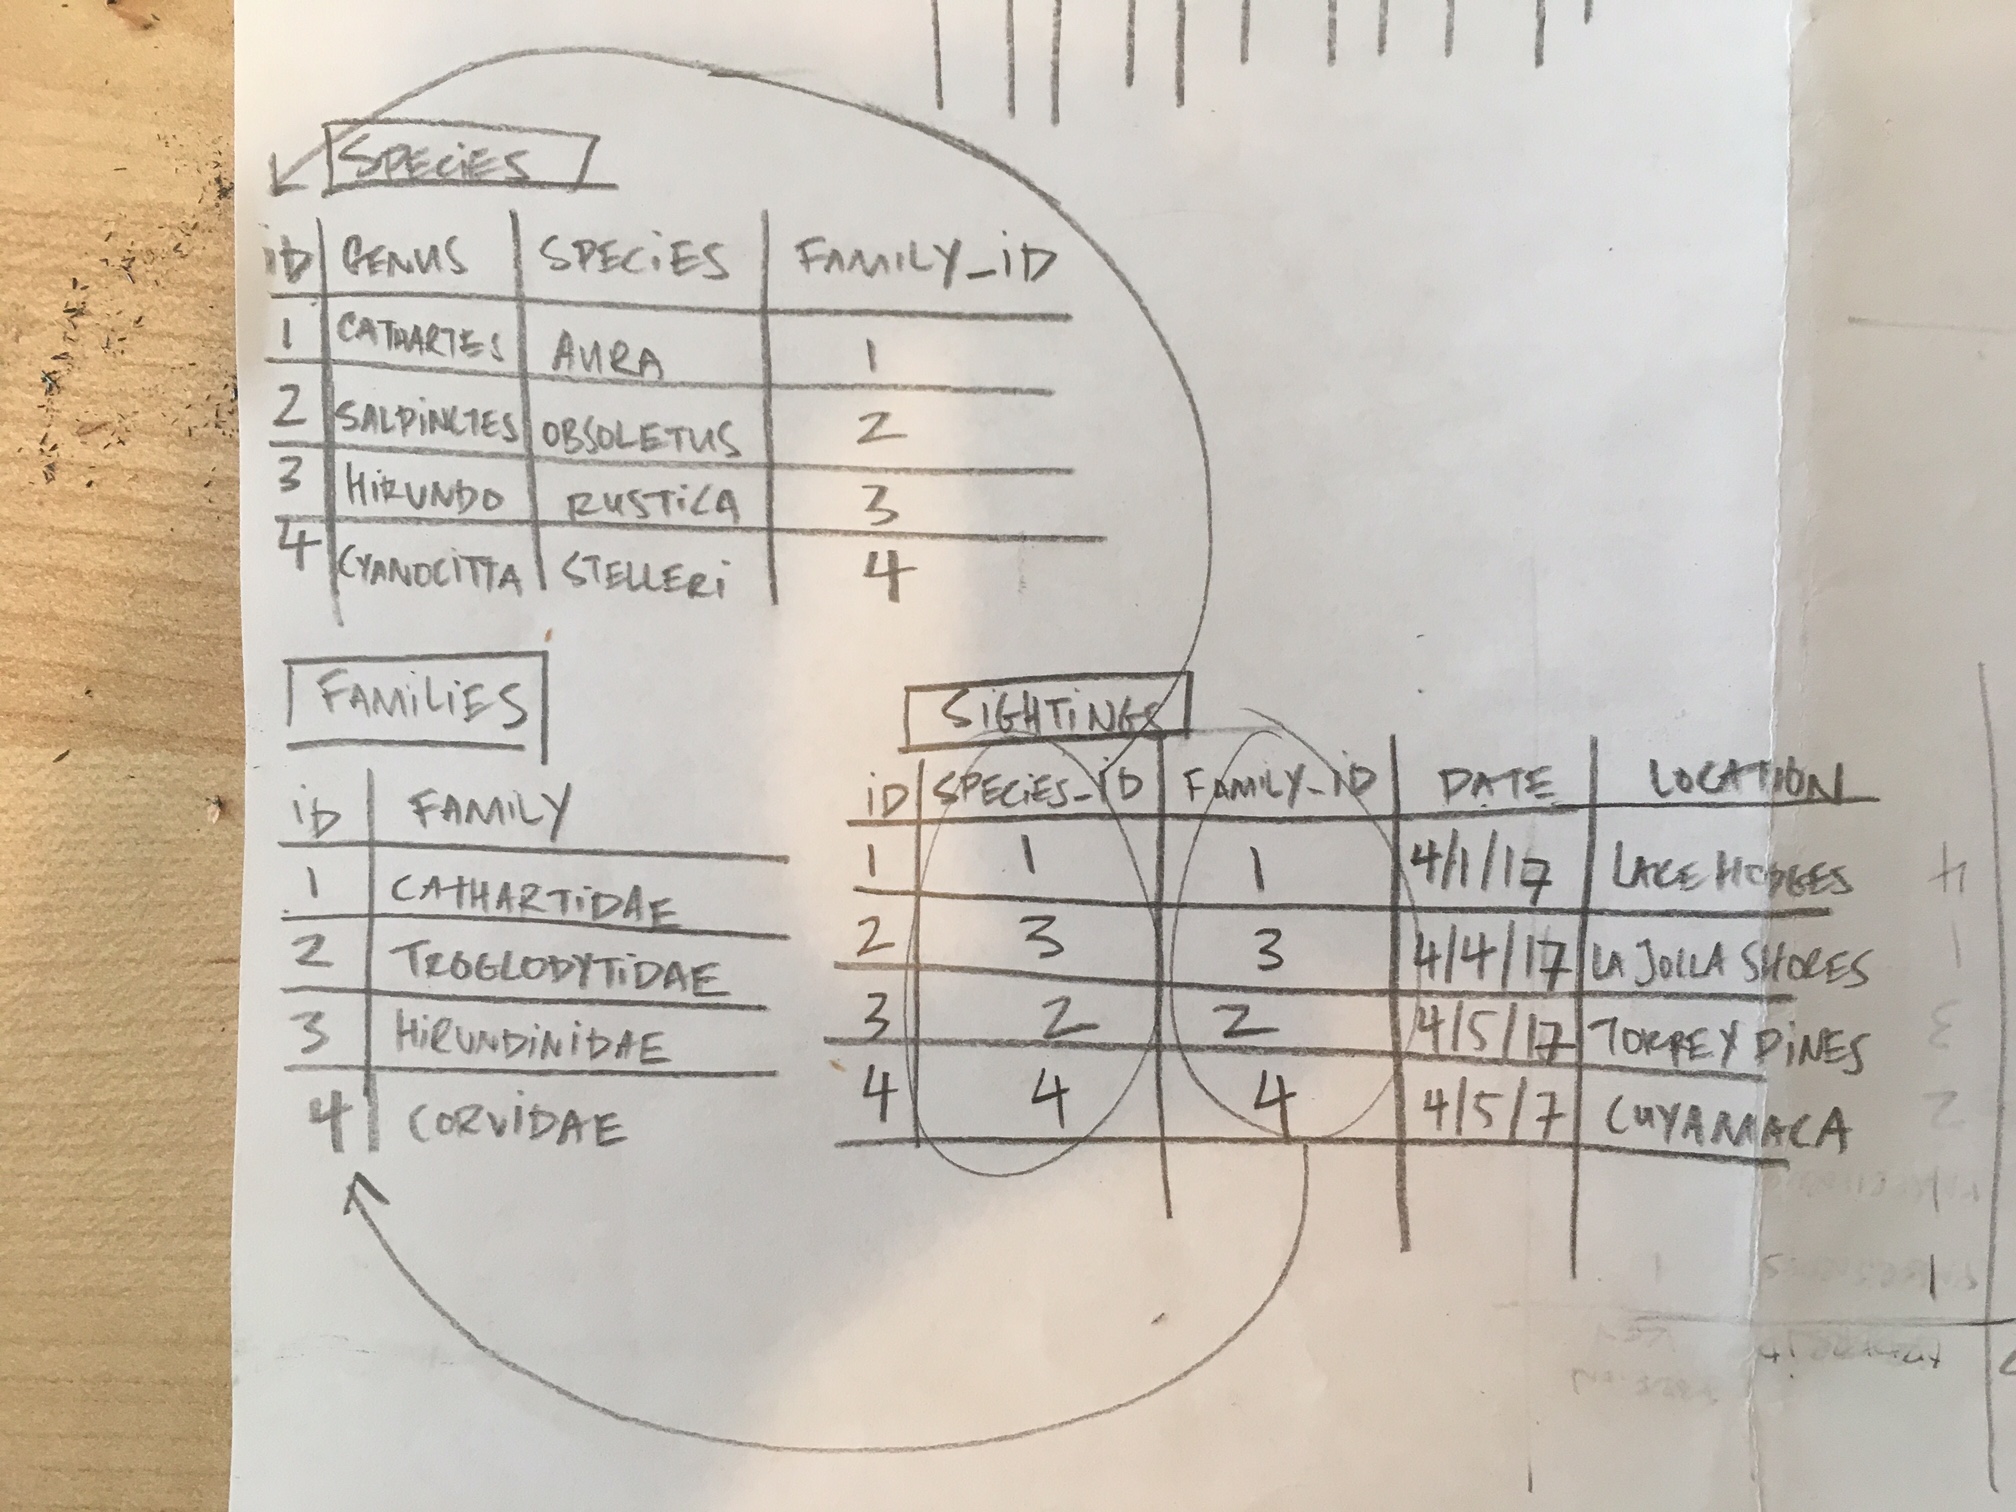 SPECiES
iD GENUS SPECiES FAMiLY_iD
1 CATHARTES AURA 1
2 SALPiNCTES OBSOLETUS 2
3 HiRUNDO RUSTiCA 3
4 CYANOCiTTA STELLERi 4
FAMiLiES
iD FAMiLY
1 CATHARTiDAE
2 TROGLODYTiDAE
3 HiRUNDiNiDAE
4 CORViDAE
SiGHTiNGS
iD SPECiES_iD FAMiLY_iD DATE LOCATiON
1 1 1 4/1/17 LAKE HODGES
2 3 3 4/4/17 LA JOLLA SHORES
3 2 2 4/5/17 TORREY PiNES
4 4 4 4/5/7 CUYAMACA